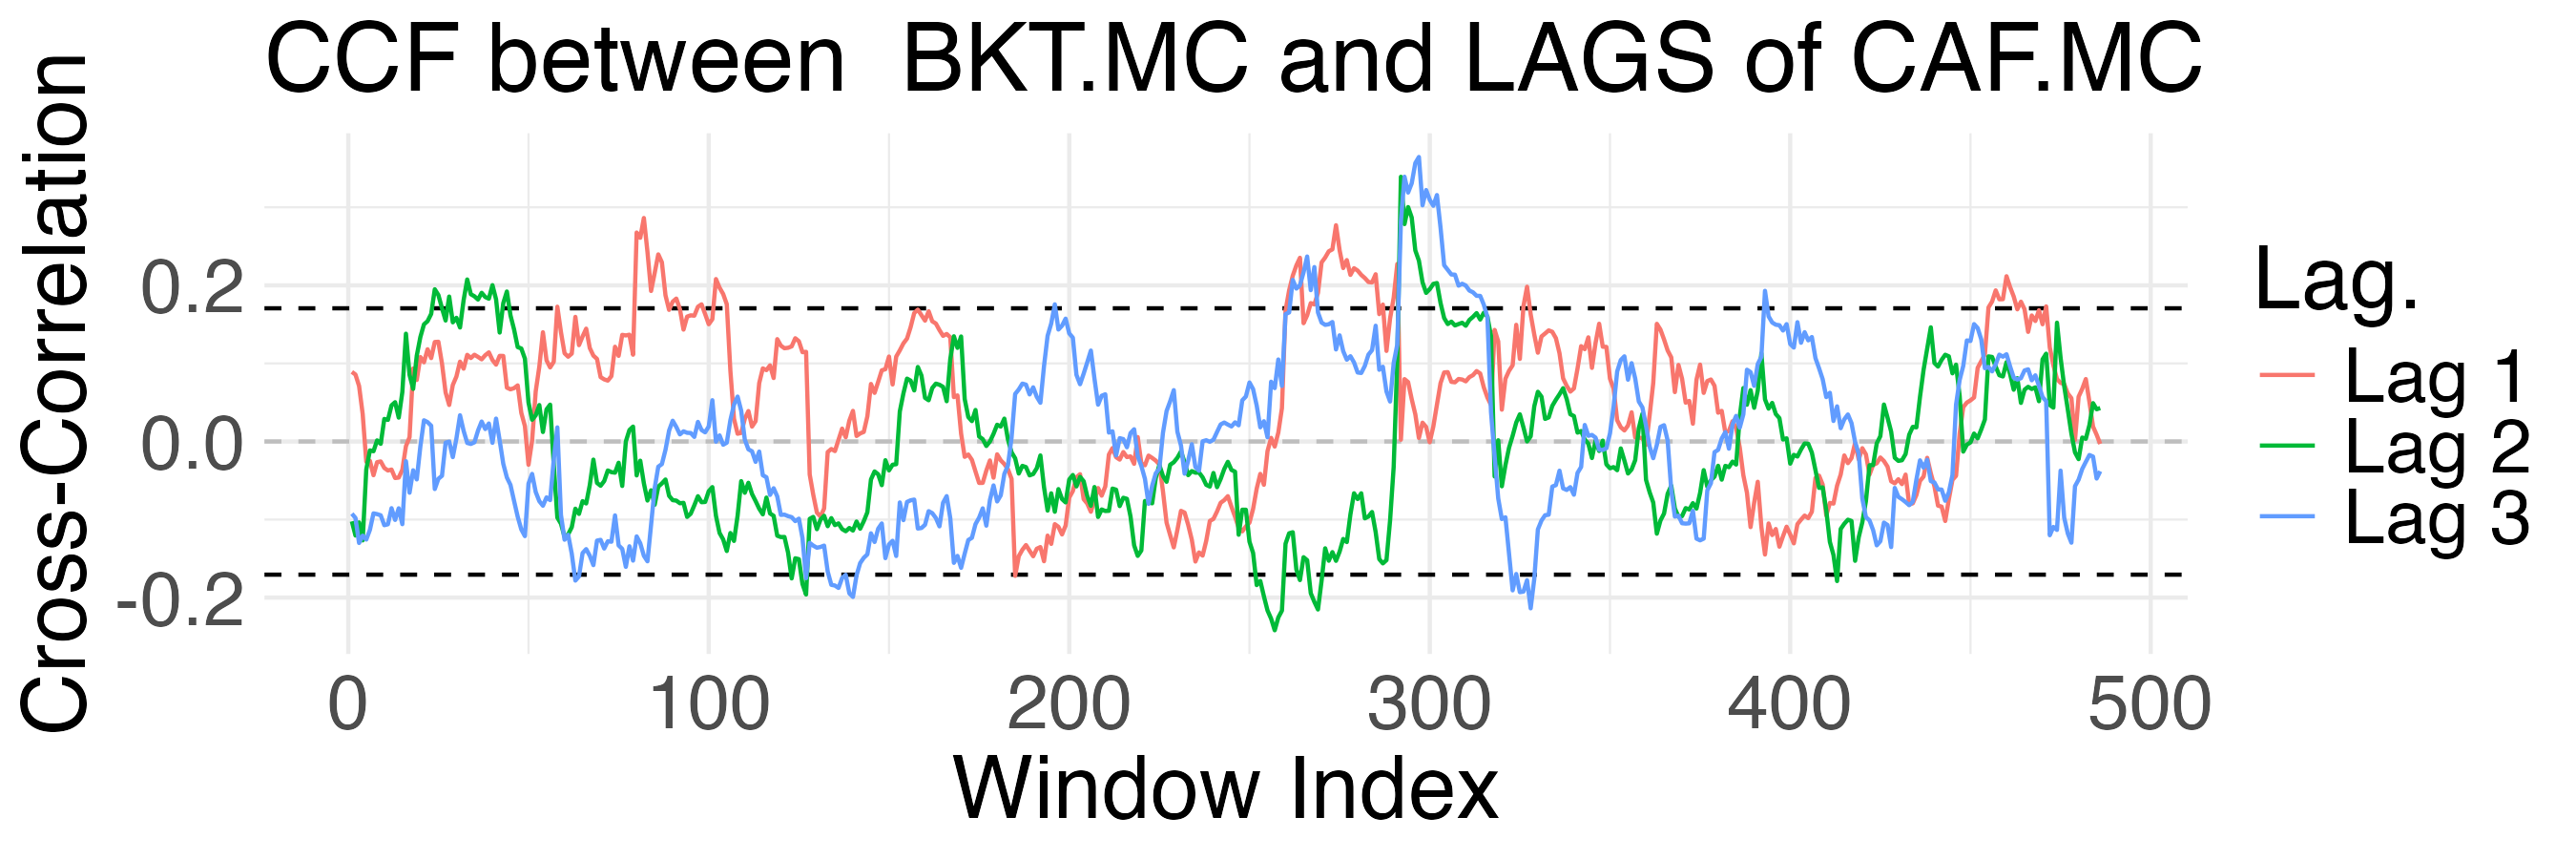 CCF between  BKT.MC and LAGS of CAF.MC
Cross-Correlation
0.2
0.0
-0.2
0 100 200 300 400 500
Window Index
Lag.
Lag 1
Lag 2
Lag 3